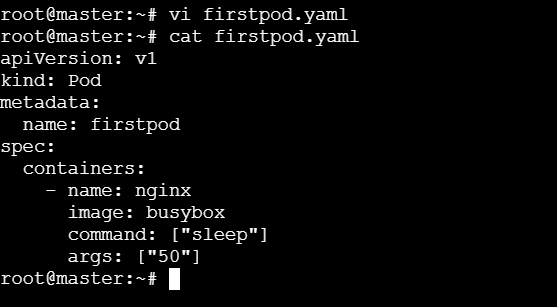 root@master:~# vi firstpod.yaml
root@master:~# cat firstpod.yaml
apiVersion: v1
kind: Pod
metadata:
  name: firstpod
spec:
  containers:
    - name: nginx
      image: busybox
      command: ["sleep"]
      args: ["50"]
root@master:~#